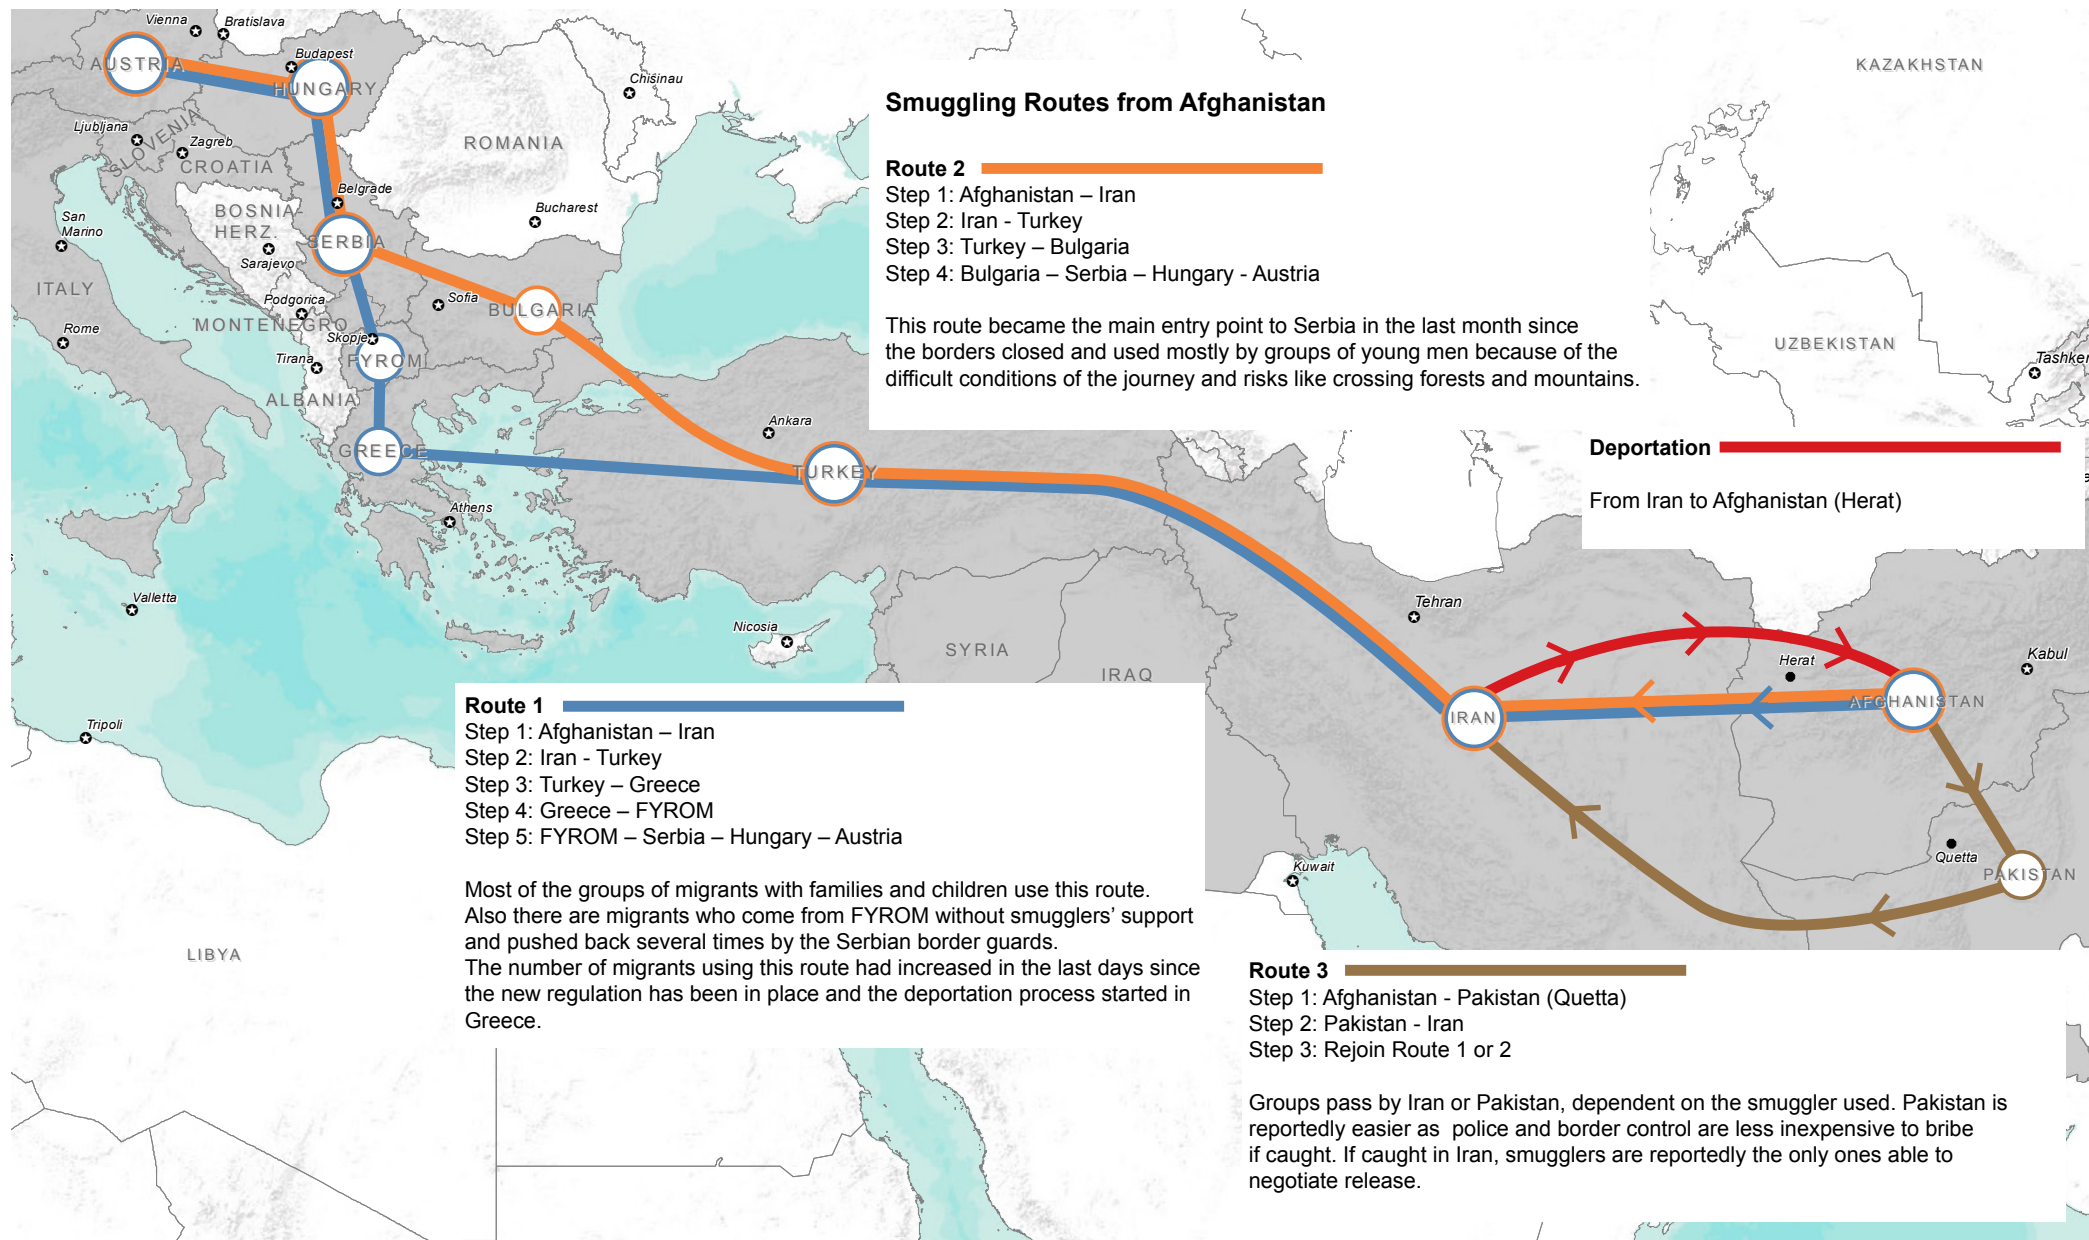 Vienna
Bratislava
AUSTRIA
Budapest
HUNGARY
Chisinau
KAZAKHSTAN
Ljubljana
SLOVENIA
Zagreb
CROATIA
ROMANIA
Belgrade
BOSNIA-
HERZ.
Sarajevo
SERBIA
San
Marino
Bucharest
ITALY
Podgorica
MONTENEGRO
Sofia
BULGARIA
Rome
Skopje
Tirana
FYROM
ALBANIA
UZBEKISTAN
Tashker
GREECE
Ankara
TURKEY
Athens
Valletta
Nicosia
SYRIA
IRAQ
Tehran
Herat
Kabul
IRAN
AFGHANISTAN
Tripoli
Kuwait
Quetta
PAKISTAN
LIBYA
Smuggling Routes from Afghanistan
Route 2
Step 1: Afghanistan – Iran
Step 2: Iran - Turkey
Step 3: Turkey – Bulgaria
Step 4: Bulgaria – Serbia – Hungary - Austria
This route became the main entry point to Serbia in the last month since
the borders closed and used mostly by groups of young men because of the
difficult conditions of the journey and risks like crossing forests and mountains.
Deportation
From Iran to Afghanistan (Herat)
Route 1
Step 1: Afghanistan – Iran
Step 2: Iran - Turkey
Step 3: Turkey – Greece
Step 4: Greece – FYROM
Step 5: FYROM – Serbia – Hungary – Austria
Most of the groups of migrants with families and children use this route.
Also there are migrants who come from FYROM without smugglers’ support
and pushed back several times by the Serbian border guards.
The number of migrants using this route had increased in the last days since
the new regulation has been in place and the deportation process started in
Greece.
Route 3
Step 1: Afghanistan - Pakistan (Quetta)
Step 2: Pakistan - Iran
Step 3: Rejoin Route 1 or 2
Groups pass by Iran or Pakistan, dependent on the smuggler used. Pakistan is
reportedly easier as  police and border control are less inexpensive to bribe
if caught. If caught in Iran, smugglers are reportedly the only ones able to
negotiate release.